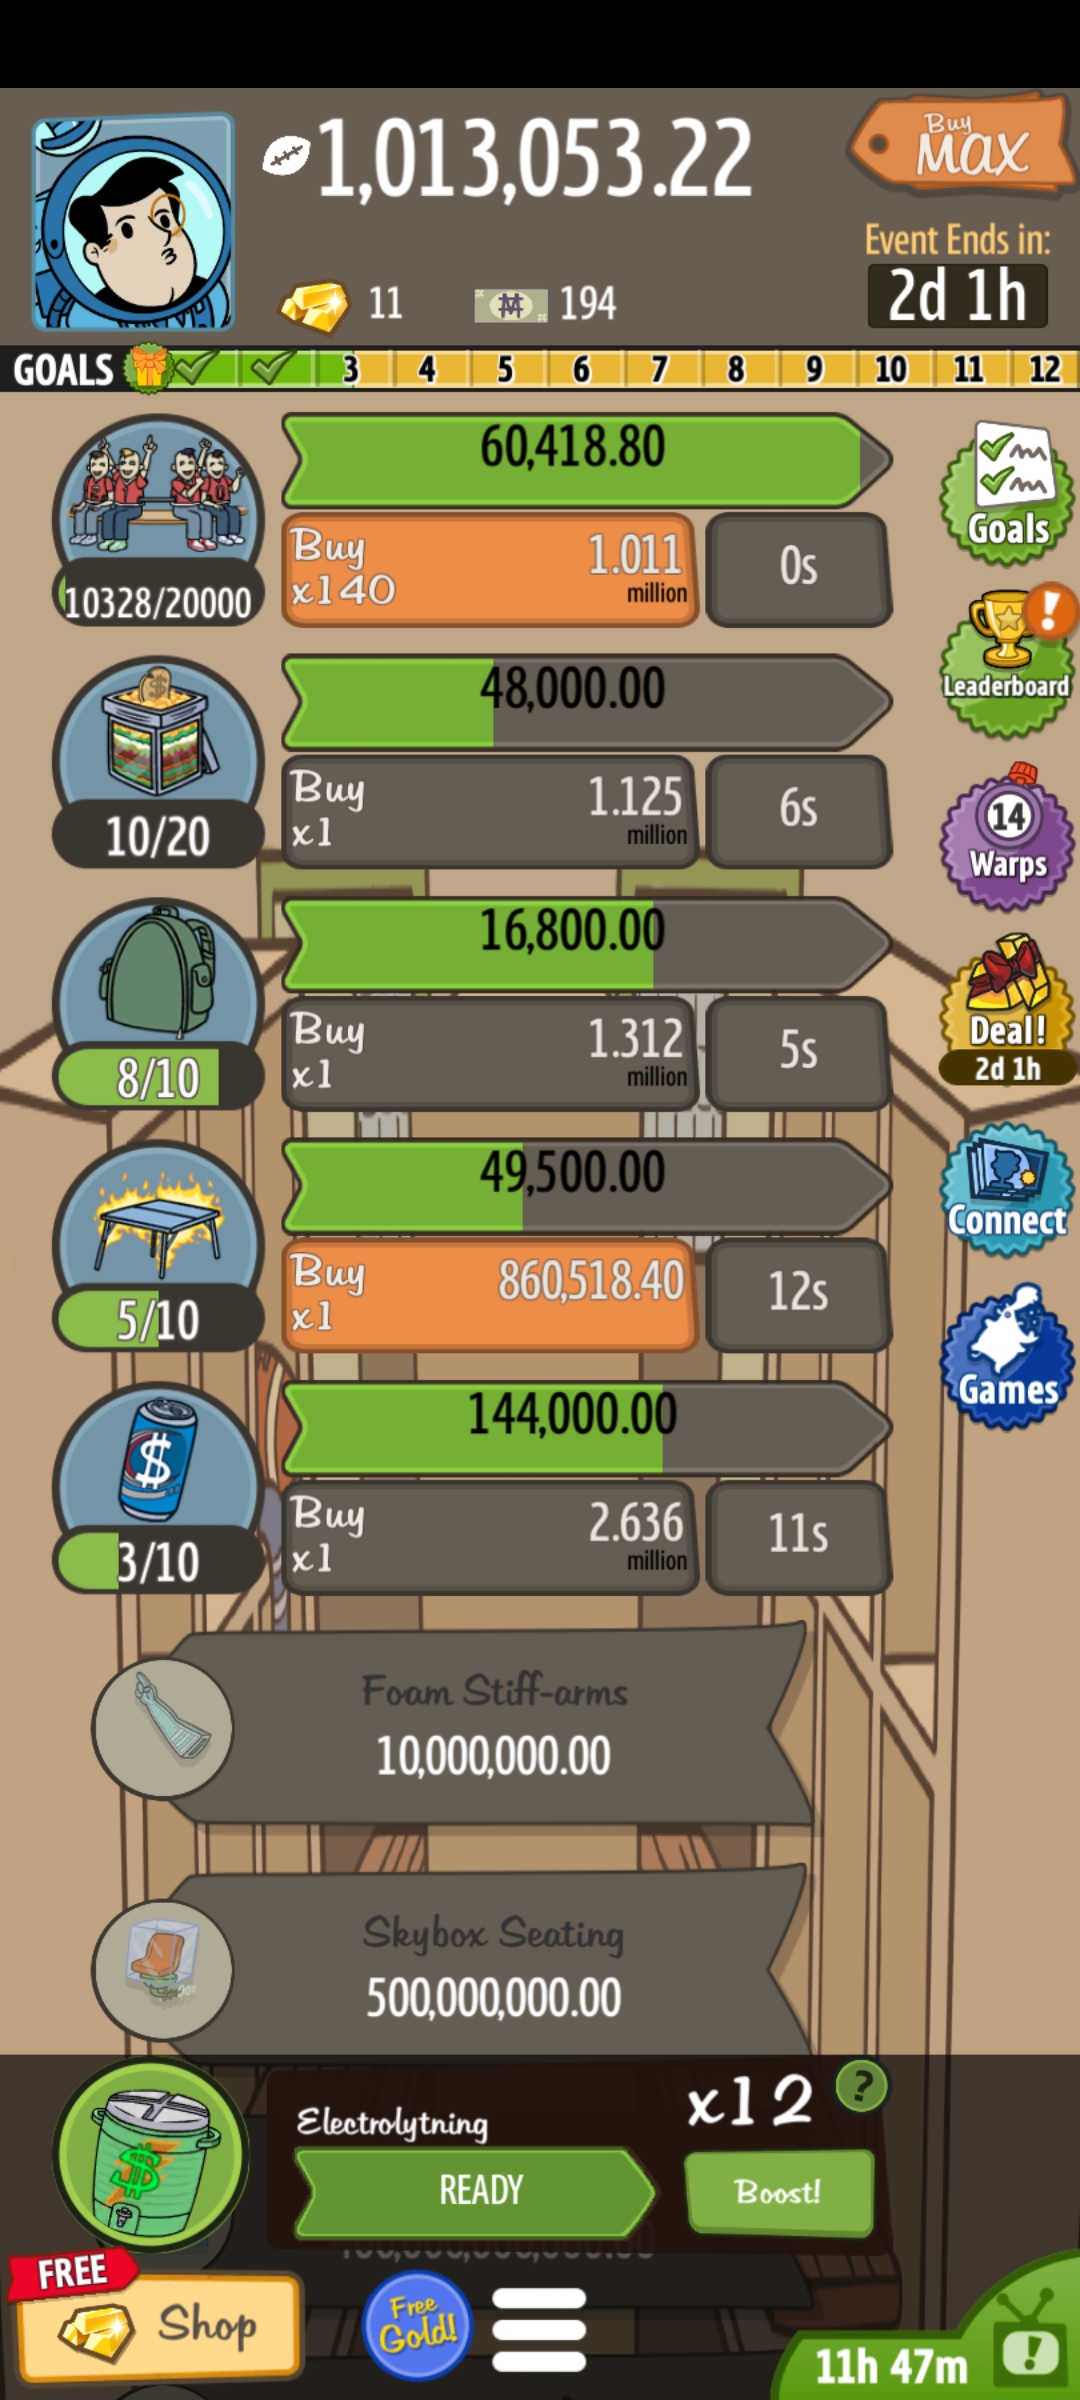 1,013,053.22
Buy
MAX
Event Ends in:
2d 1h
11
194
GOALS 3 4 5 6 7 8 9 10 11 12
60,418.80
Buy
x140
1.011
million
0s
10328/20000
Goals
48,000.00
Buy
x1
1.125
million
6s
10/20
Leaderboard
16,800.00
Buy
x1
1.312
million
5s
8/10
14
Warps
49,500.00
Buy
x1
860,518.40
12s
5/10
Deal!
2d 1h
144,000.00
Buy
x1
2.636
million
11s
3/10
Connect
Games
Foam Stiff-arms
10,000,000.00
Skybox Seating
500,000,000.00
Electrolytning
x12
?
READY
Boost!
FREE
Shop
Free
Gold!
11h 47m